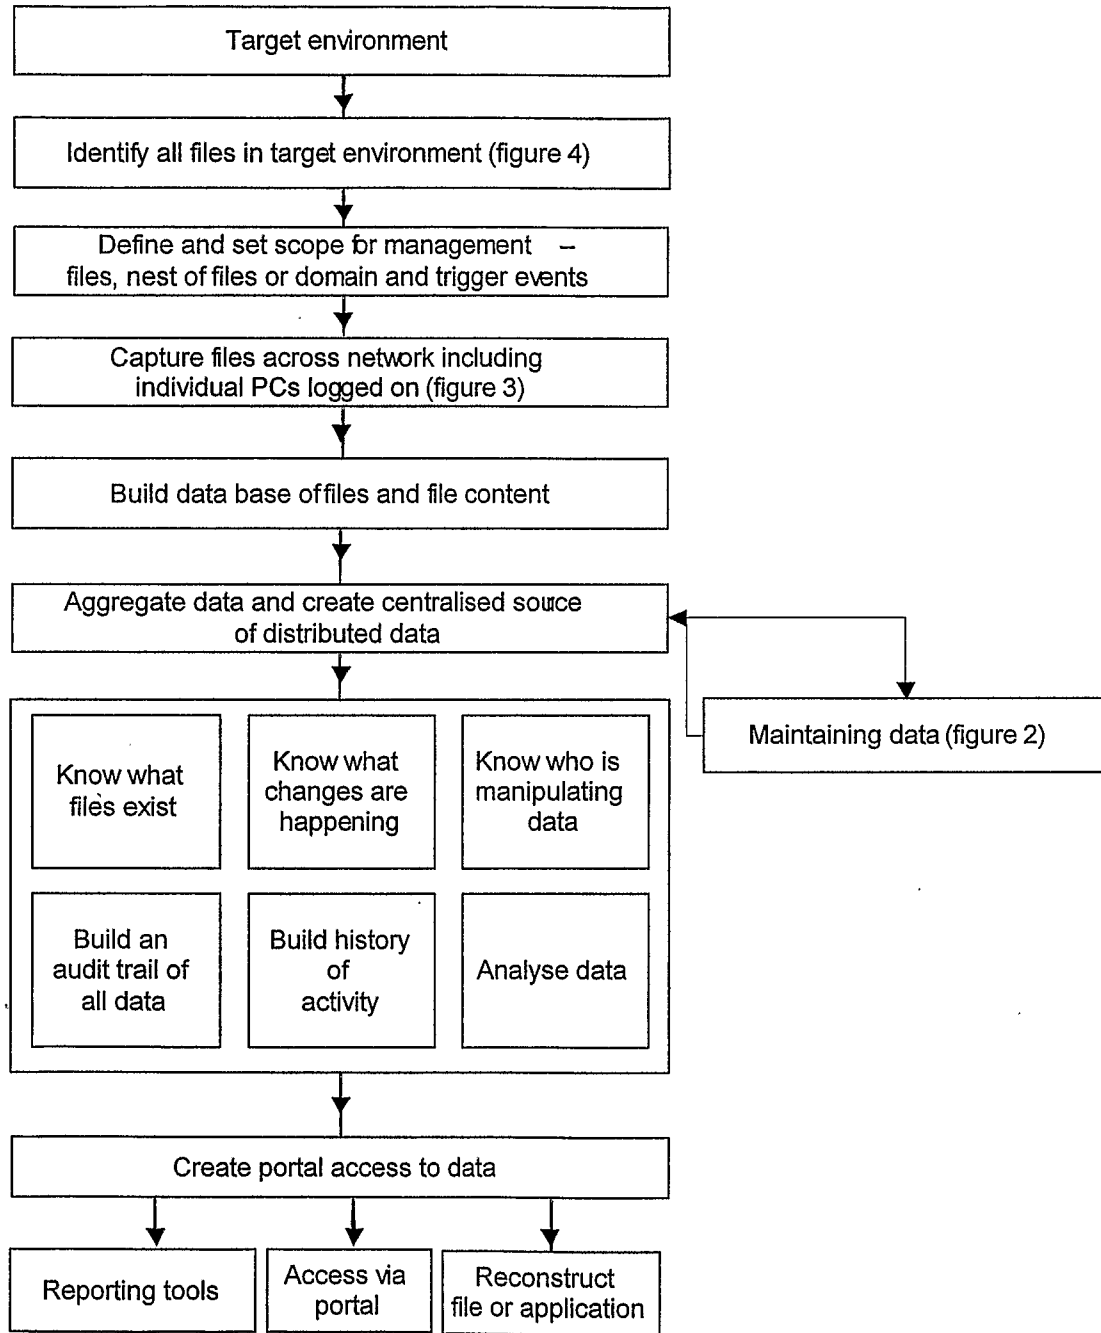 Target environment
Identify all files in target environment (figure 4)
Define and set scope for management –
files, nest of files or domain and trigger events
Capture files across network including
individual PCs logged on (figure 3)
Build data base of files and file content
Aggregate data and create centralised source
of distributed data
Maintaining data (figure 2)
Know what
files exist
Know what
changes are
happening
Know who is
manipulating
data
Build an
audit trail of
all data
Build history
of
activity
Analyse data
Create portal access to data
Reporting tools
Access via
portal
Reconstruct
file or application